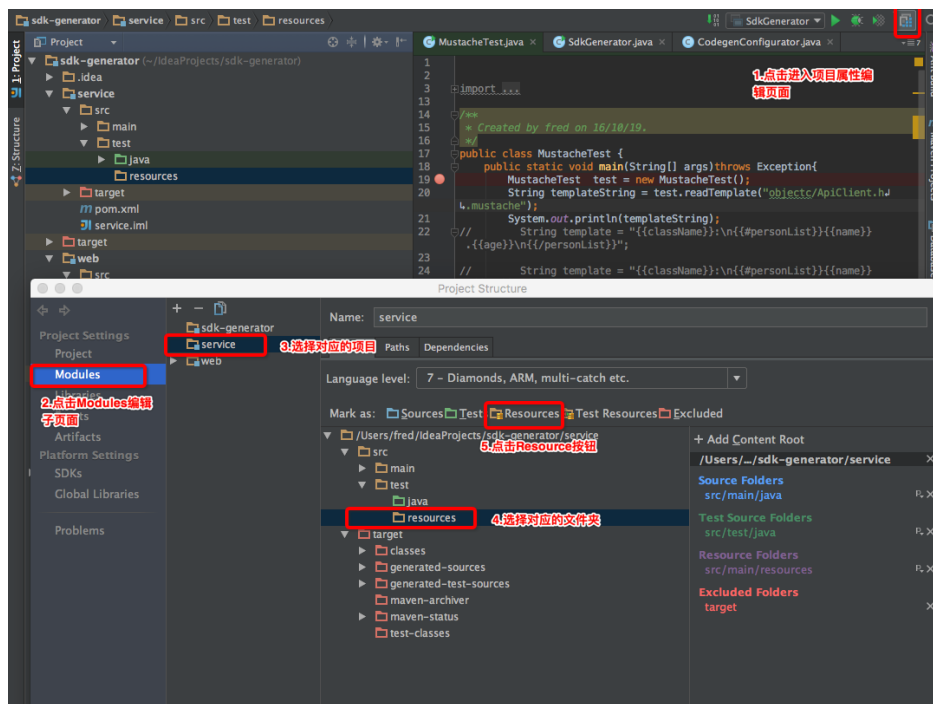 sdk-generator service src test resources
SdkGenerator
1: Project
Z: Structure
Project
MustacheTest.java
SdkGenerator.java
CodegenConfigurator.java
7
sdk-generator (~/IdeaProjects/sdk-generator)
.idea
service
src
main
test
java
resources
target
pom.xml
service.iml
target
web
src
1
2
3 import ...
13
14 /**
15 * Created by fred on 16/10/19.
16 */
17 public class MustacheTest {
18 public static void main(String[] args)throws Exception{
19 MustacheTest test = new MustacheTest();
20 String templateString = test.readTemplate("objectc/ApiClient.h
.mustache");
21 System.out.println(templateString);
22 // String template = "{{className}}:\n{{#personList}}{{name}}
.{{age}}\n{{/personList}}";
23
24 // String template = "{{className}}:\n{{#personList}}{{name}}
1.点击进入项目属性编
辑页面
Project Structure
Project Settings
Project
Modules
Libraries
2.点击Modules编辑
子页面
Artifacts
Platform Settings
SDKs
Global Libraries
Problems
sdk-generator
service
web
3.选择对应的项目
Name: service
Paths
Dependencies
Language level: 7 – Diamonds, ARM, multi-catch etc.
Mark as: Sources Test Resources Test Resources Excluded
5.点击Resource按钮
/Users/fred/IdeaProjects/sdk-generator/service
src
main
test
java
resources
4.选择对应的文件夹
target
classes
generated-sources
generated-test-sources
maven-archiver
maven-status
test-classes
+ Add Content Root
/Users/.../sdk-generator/service
Source Folders
src/main/java
Test Source Folders
src/test/java
Resource Folders
src/main/resources
Excluded Folders
target